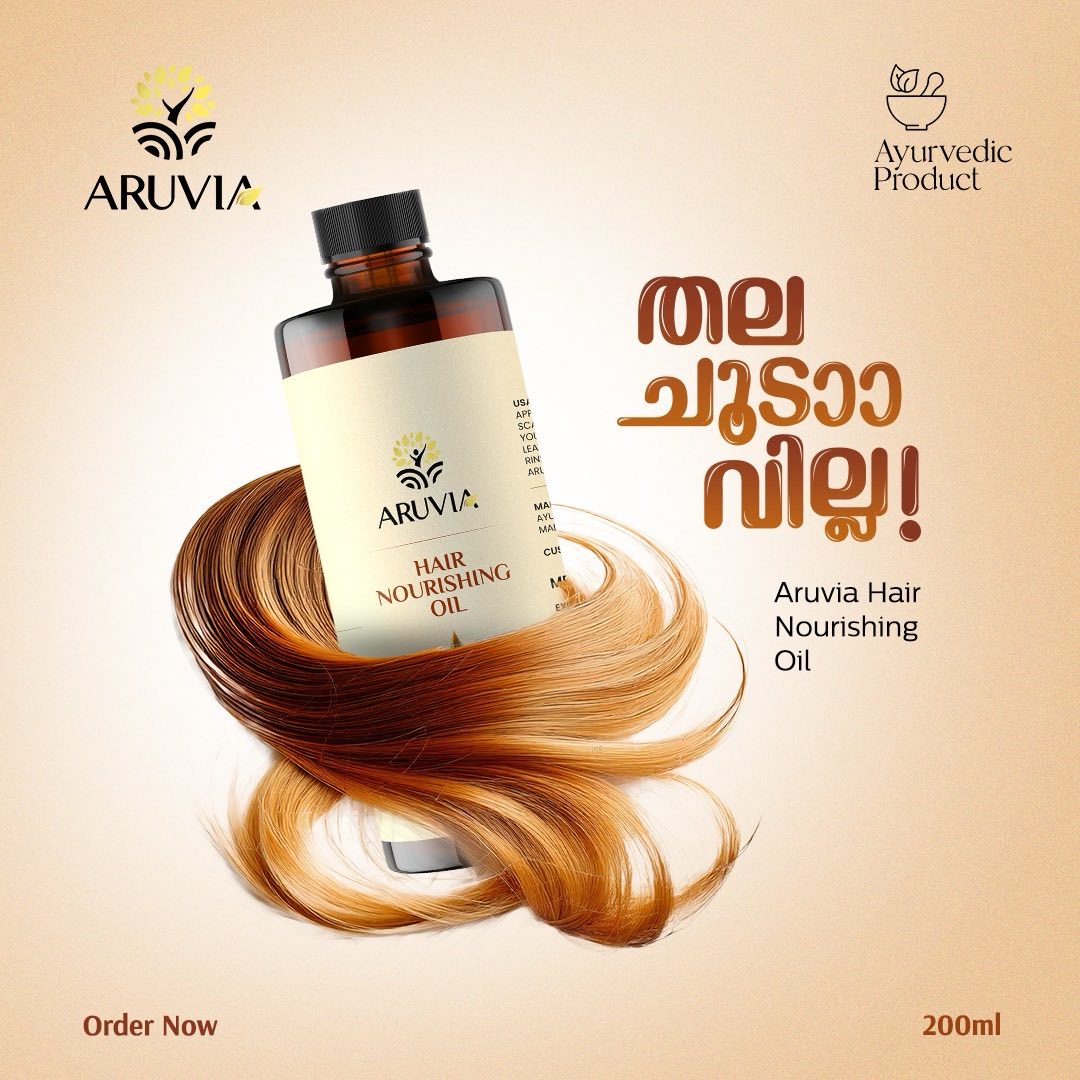 ARUVIA
Ayurvedic
Product
തല
ചൂടാാ
വില്ല!
ARUVIA
HAIR
NOURISHING
OIL
Aruvia Hair
Nourishing
Oil
Order Now
200ml